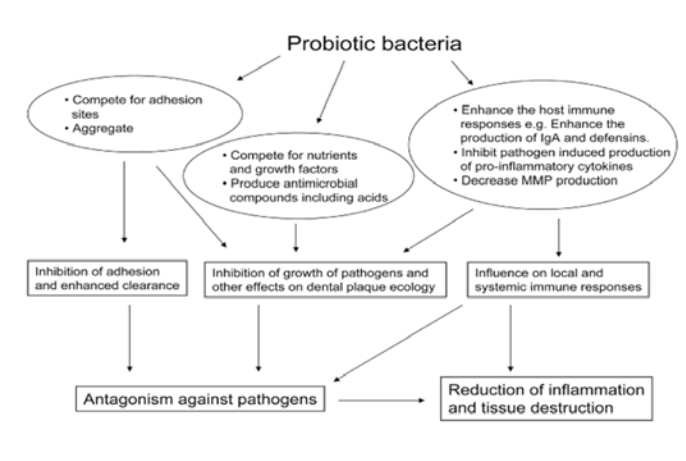 Probiotic bacteria
• Compete for adhesion
sites
• Aggregate
• Compete for nutrients
and growth factors
• Produce antimicrobial
compounds including acids
• Enhance the host immune
responses e.g. Enhance the
production of IgA and defensins.
• Inhibit pathogen induced production
of pro-inflammatory cytokines
• Decrease MMP production
Inhibition of adhesion
and enhanced clearance
Inhibition of growth of pathogens and
other effects on dental plaque ecology
Influence on local and
systemic immune responses
Antagonism against pathogens
Reduction of inflammation
and tissue destruction